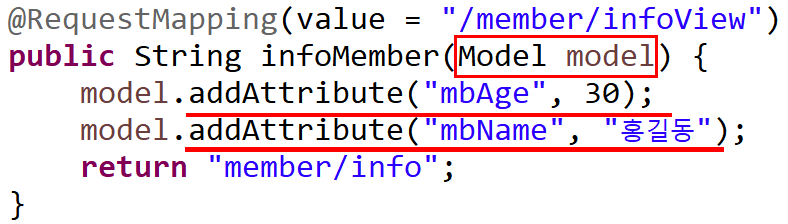 @RequestMapping(value = "/member/infoView")
public String infoMember(Model model) {
model.addAttribute("mbAge", 30);
model.addAttribute("mbName", "홍길동");
return "member/info";
}